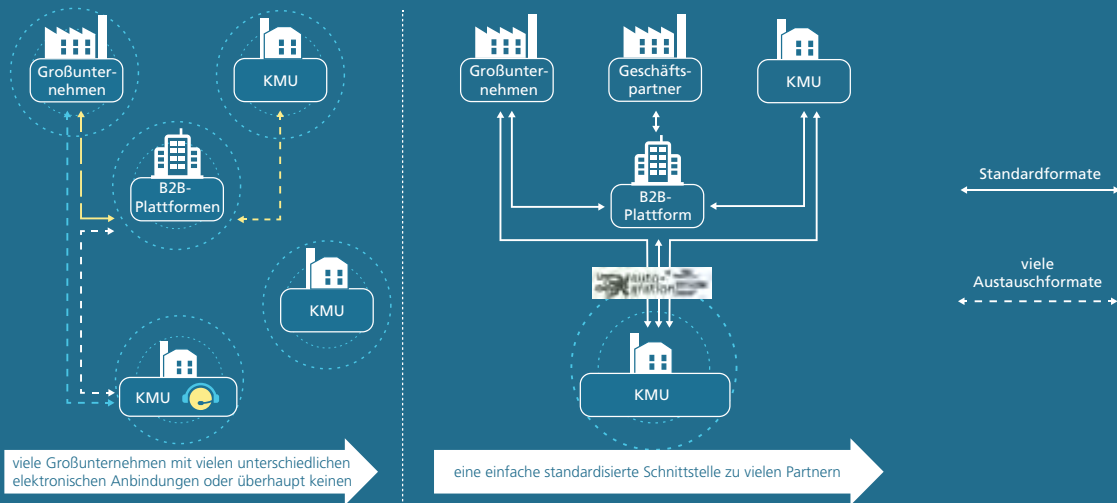 Großunter-
nehmen
KMU
B2B-
Plattformen
KMU
KMU
viele Großunternehmen mit vielen unterschiedlichen
elektronischen Anbindungen oder überhaupt keinen
Großunter-
nehmen
Geschäfts-
partner
KMU
B2B-
Plattform
KMU
eine einfache standardisierte Schnittstelle zu vielen Partnern
Standardformate
viele
Austauschformate